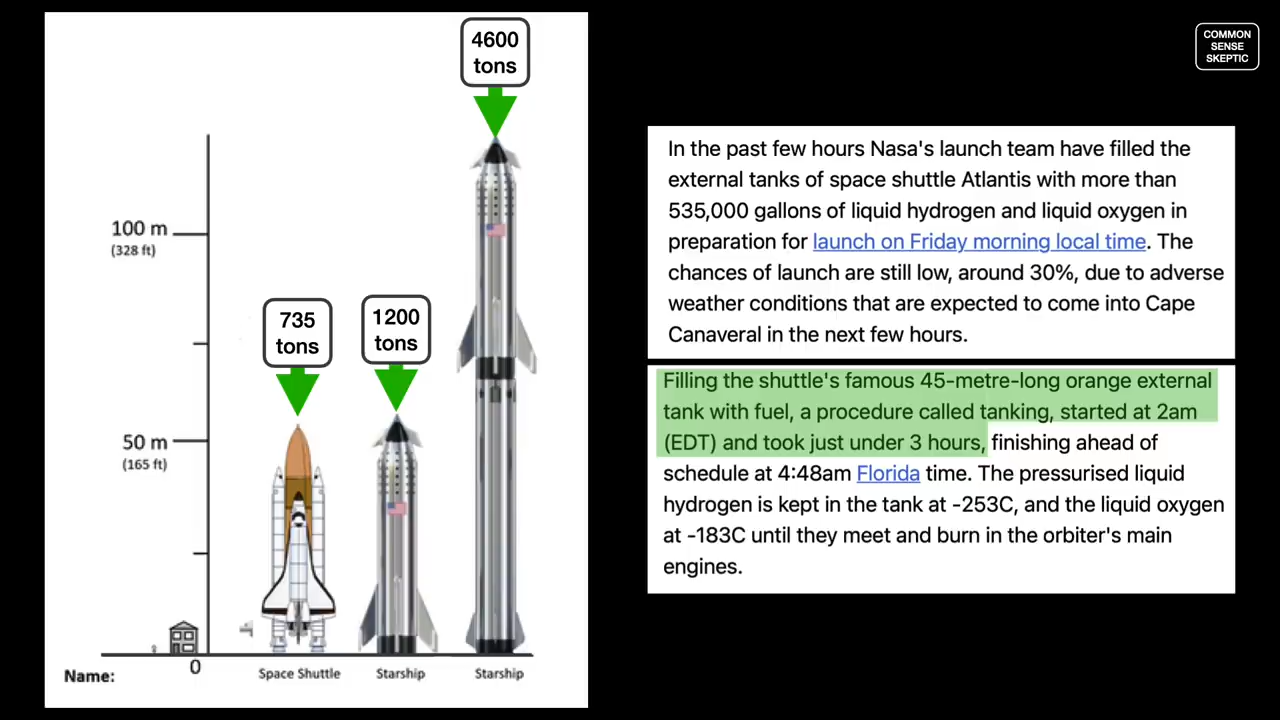 4600
tons
COMMON
SENSE
SKEPTIC
100 m
(328 ft)
735
tons
1200
tons
50 m
(165 ft)
Name:
0
Space Shuttle
Starship
Starship
In the past few hours Nasa's launch team have filled the
external tanks of space shuttle Atlantis with more than
535,000 gallons of liquid hydrogen and liquid oxygen in
preparation for launch on Friday morning local time. The
chances of launch are still low, around 30%, due to adverse
weather conditions that are expected to come into Cape
Canaveral in the next few hours.
Filling the shuttle's famous 45-metre-long orange external
tank with fuel, a procedure called tanking, started at 2am
(EDT) and took just under 3 hours, finishing ahead of
schedule at 4:48am Florida time. The pressurised liquid
hydrogen is kept in the tank at -253C, and the liquid oxygen
at -183C until they meet and burn in the orbiter's main
engines.